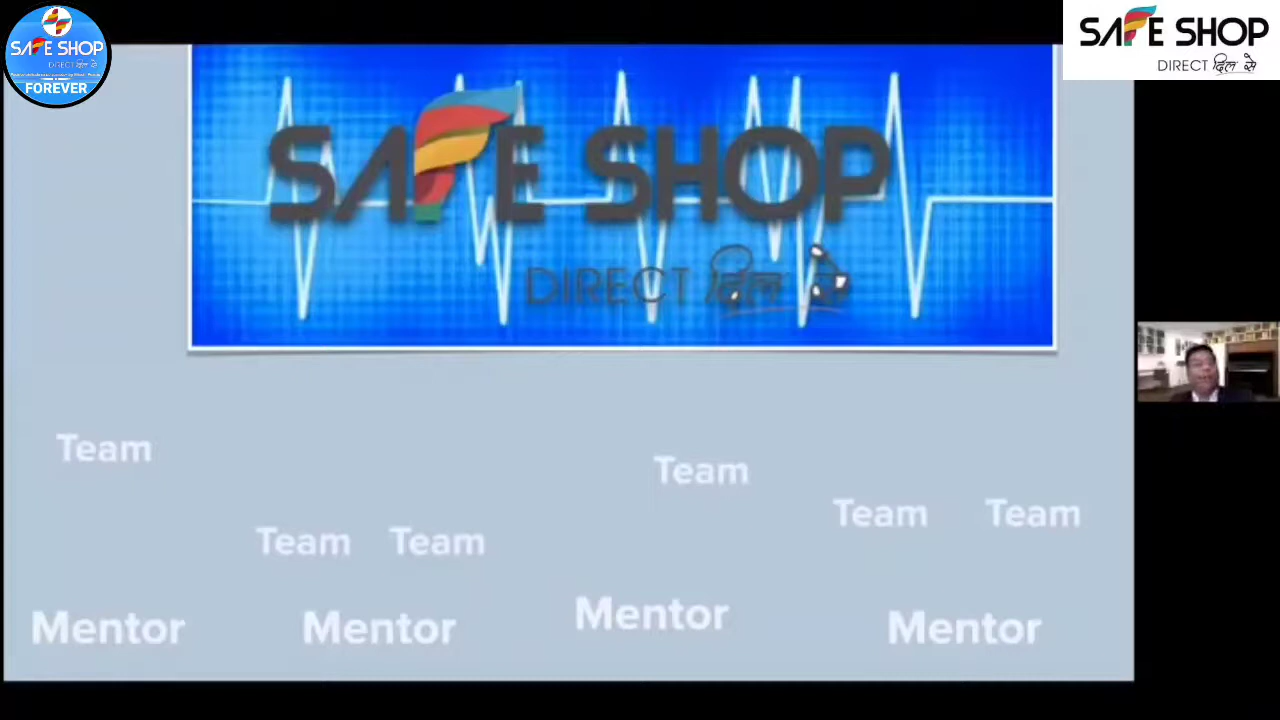 SAFE SHOP
DIRECT दिल से
FOREVER
SAFE SHOP
DIRECT दिल से
SAFE SHOP
DIRECT दिल से
Team
Team
Team
Team
Team
Team
Mentor
Mentor
Mentor
Mentor